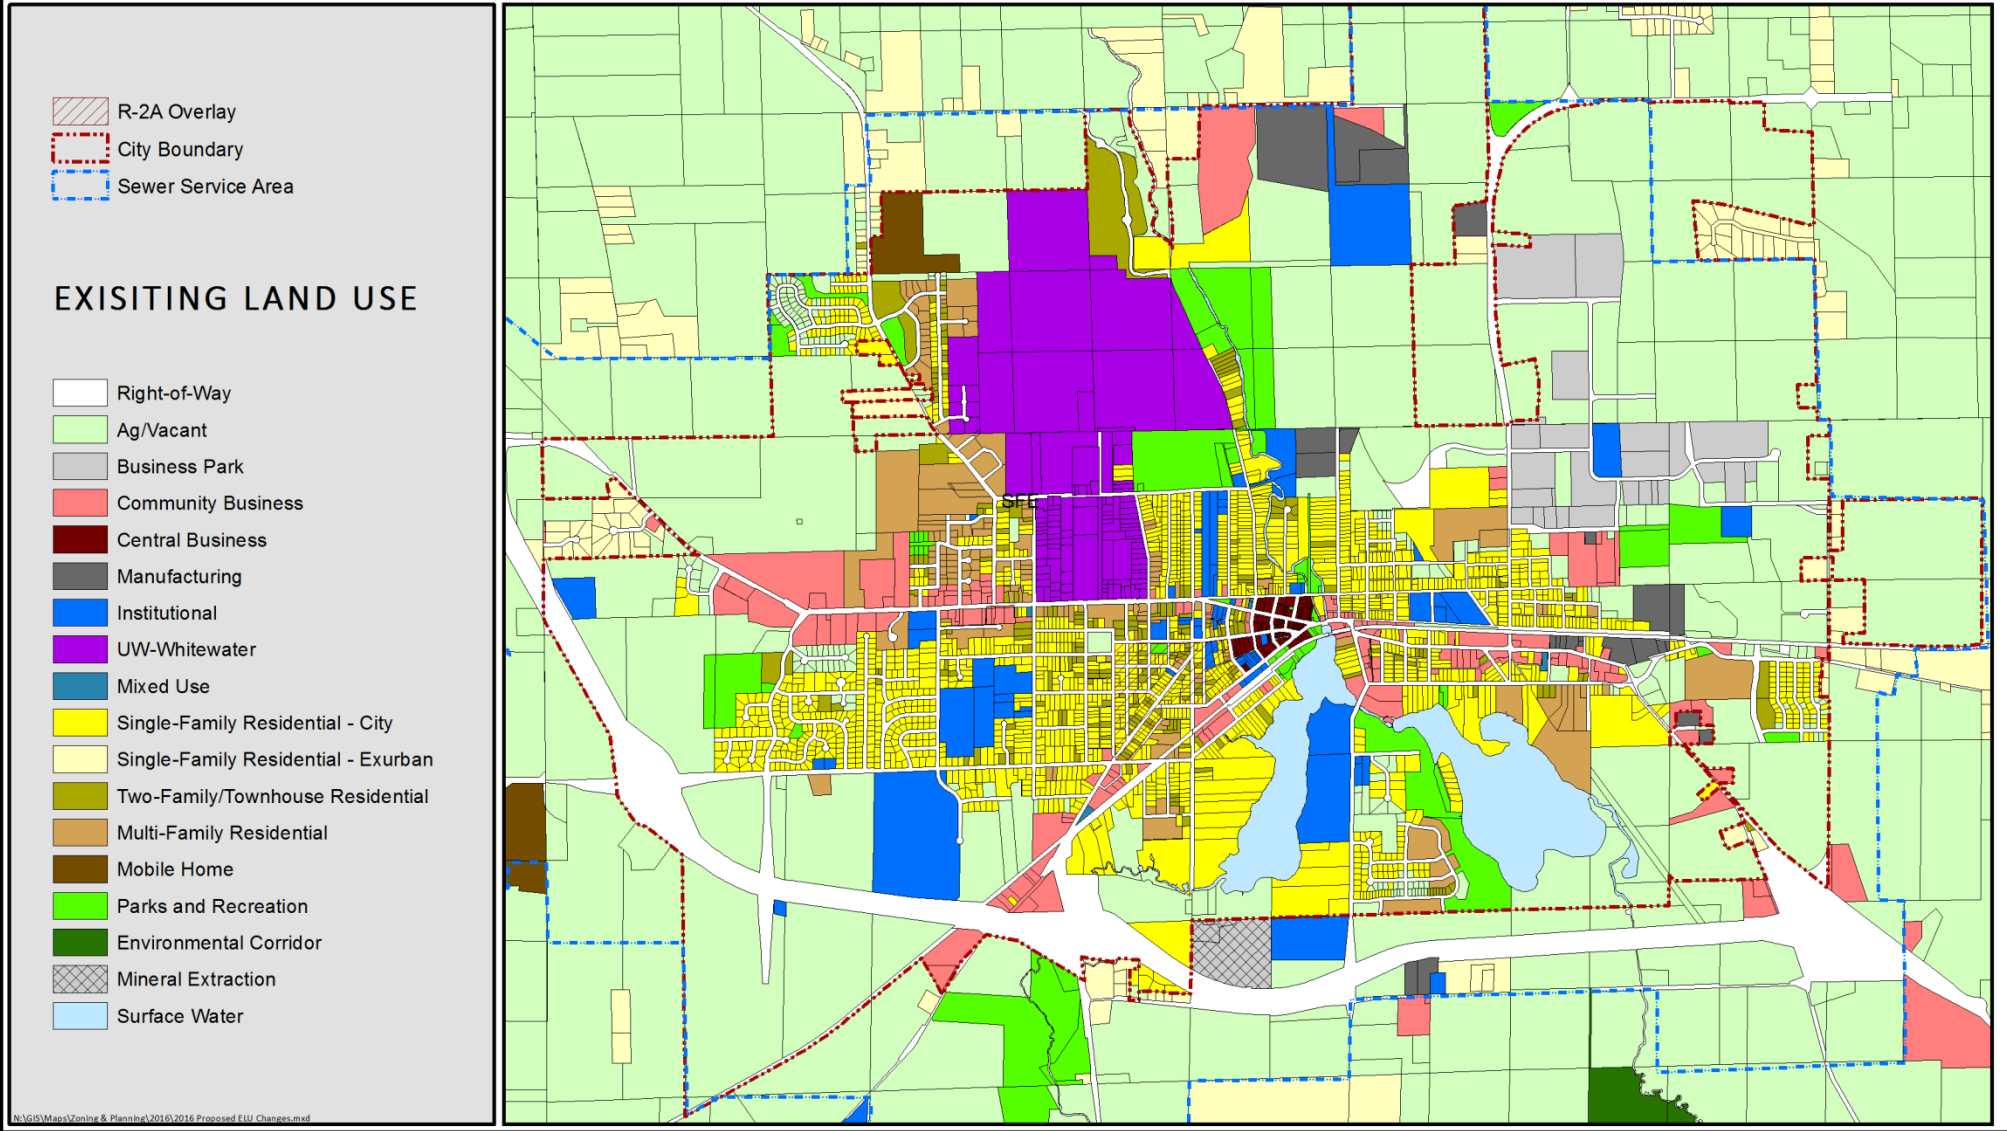 R-2A Overlay
City Boundary
Sewer Service Area
EXISITING LAND USE
Right-of-Way
Ag/Vacant
Business Park
Community Business
Central Business
Manufacturing
Institutional
UW-Whitewater
Mixed Use
Single-Family Residential - City
Single-Family Residential - Exurban
Two-Family/Townhouse Residential
Multi-Family Residential
Mobile Home
Parks and Recreation
Environmental Corridor
Mineral Extraction
Surface Water
N:\GIS\Maps\Zoning & Planning\2016\2016 Proposed ELU Changes.mxd
SFE